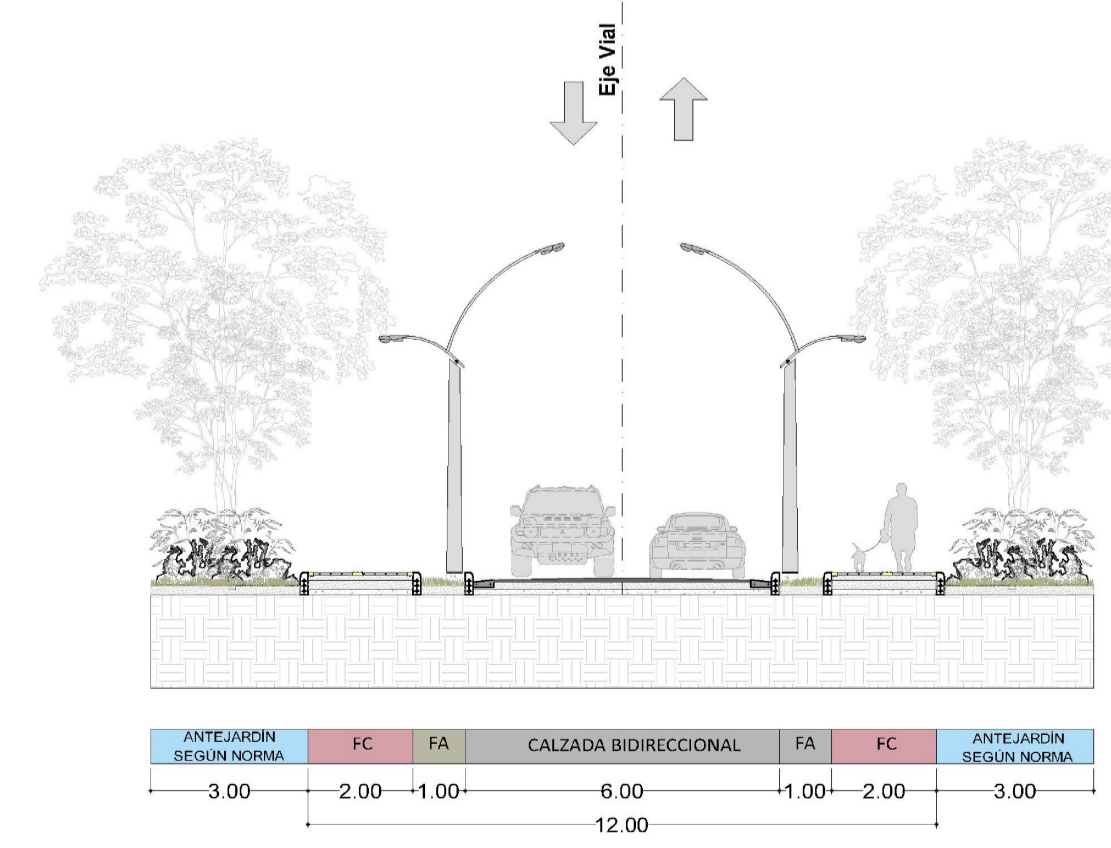 Eje Vial
ANTEJARDÍN
SEGÚN NORMA
FC
FA
CALZADA BIDIRECCIONAL
FA
FC
ANTEJARDÍN
SEGÚN NORMA
3.00
2.00
1.00
6.00
1.00
2.00
3.00
12.00